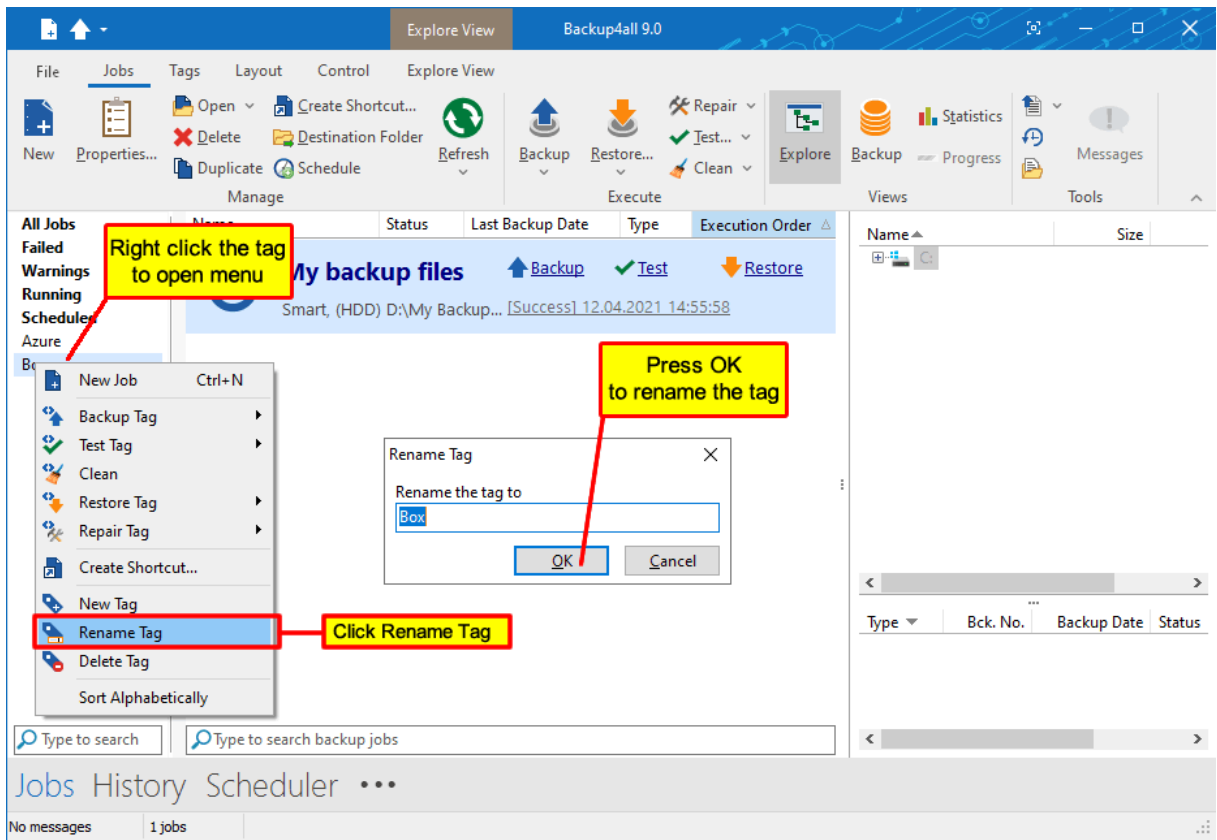 Explore View
Backup4all 9.0
File Jobs Tags Layout Control Explore View
New
Properties...
Open
Delete
Duplicate
Create Shortcut...
Destination Folder
Schedule
Refresh
Manage
Backup
Restore...
Repair
Test...
Clean
Execute
Explore
Backup
Statistics
Progress
Views
Messages
Tools
All Jobs
Failed
Warnings
Running
Scheduled
Azure
Right click the tag
to open menu
Status Last Backup Date Type Execution Order
My backup files Backup Test Restore
Smart, (HDD) D:\My Backup... [Success] 12.04.2021 14:55:58
Name Size
C:
New Job Ctrl+N
Backup Tag
Test Tag
Clean
Restore Tag
Repair Tag
Create Shortcut...
New Tag
Rename Tag
Delete Tag
Sort Alphabetically
Click Rename Tag
Press OK
to rename the tag
Rename Tag
Rename the tag to
Box
OK Cancel
Type Bck. No. Backup Date Status
Type to search
Type to search backup jobs
Jobs History Scheduler •••
No messages 1 jobs